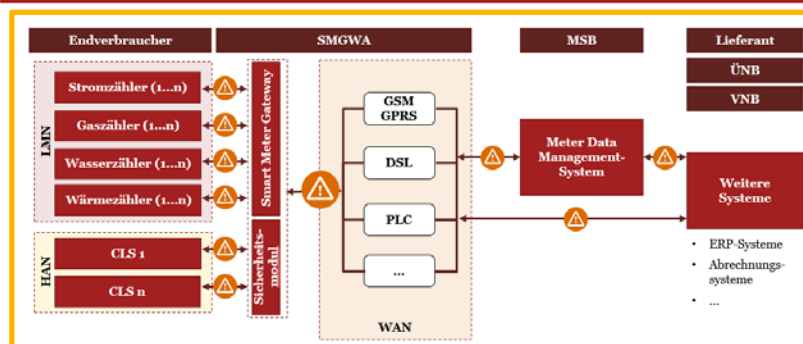 Endverbraucher
SMGWA
MSB
Lieferant
ÜNB
VNB
LMN
Stromzähler (1...n)
Gaszähler (1...n)
Wasserzähler (1...n)
Wärmezähler (1...n)
HAN
CLS 1
CLS n
Smart Meter Gateway
Sicherheits-
modul
GSM
GPRS
DSL
PLC
...
WAN
Meter Data
Management-
System
Weitere
Systeme
• ERP-Systeme
• Abrechnungs-
systeme
• ...